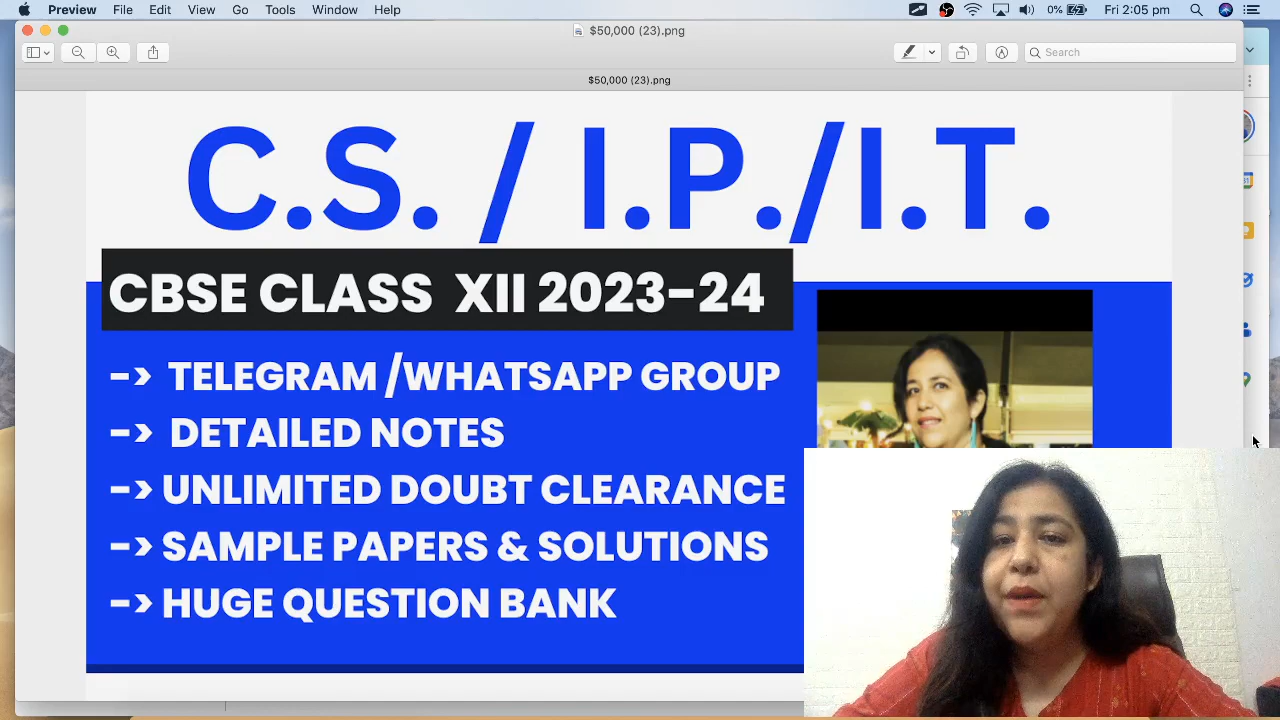 Preview File Edit View Go Tools Window Help 0% Fri 2:05 pm
$50,000 (23).png
Search
$50,000 (23).png
C.S. / I.P./I.T.
CBSE CLASS XII 2023-24
-> TELEGRAM /WHATSAPP GROUP
-> DETAILED NOTES
-> UNLIMITED DOUBT CLEARANCE
-> SAMPLE PAPERS & SOLUTIONS
-> HUGE QUESTION BANK